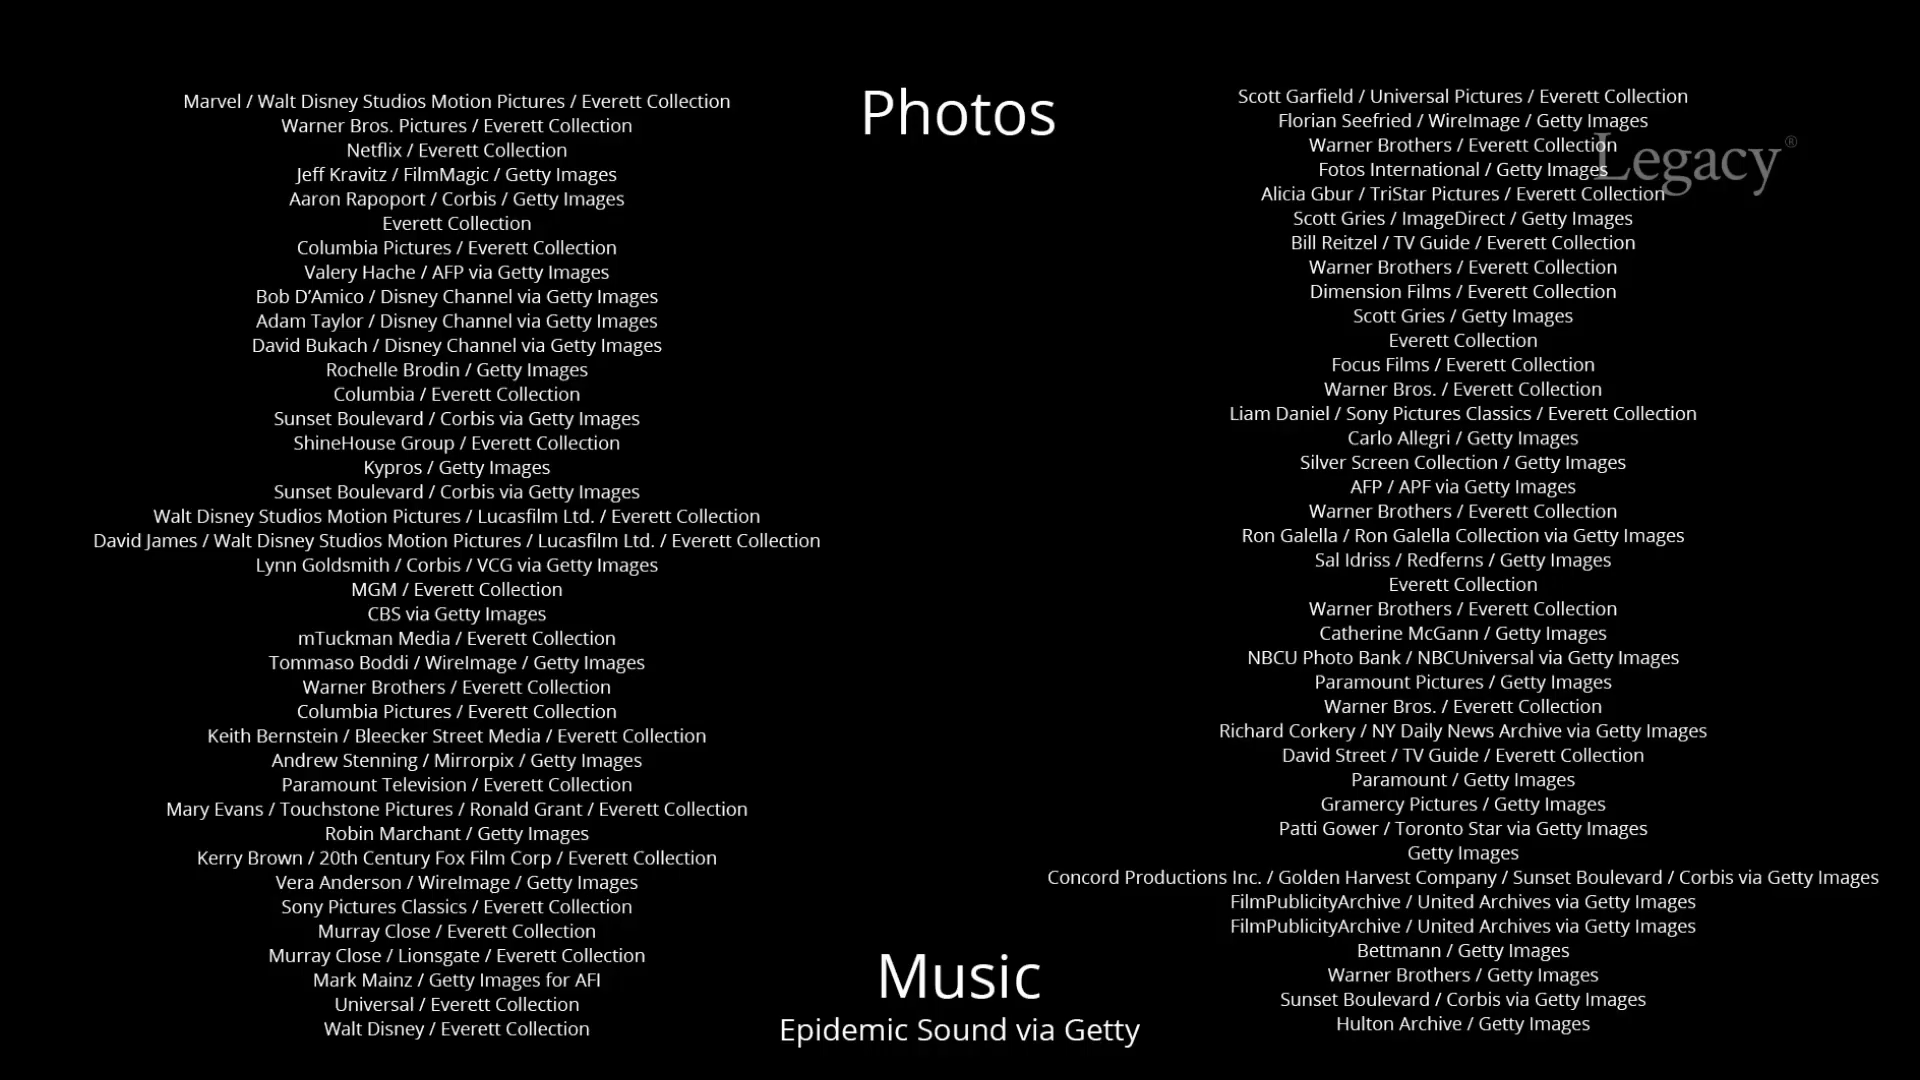 Photos
Marvel / Walt Disney Studios Motion Pictures / Everett Collection
Warner Bros. Pictures / Everett Collection
Netflix / Everett Collection
Jeff Kravitz / FilmMagic / Getty Images
Aaron Rapoport / Corbis / Getty Images
Everett Collection
Columbia Pictures / Everett Collection
Valery Hache / AFP via Getty Images
Bob D’Amico / Disney Channel via Getty Images
Adam Taylor / Disney Channel via Getty Images
David Bukach / Disney Channel via Getty Images
Rochelle Brodin / Getty Images
Columbia / Everett Collection
Sunset Boulevard / Corbis via Getty Images
ShineHouse Group / Everett Collection
Kypros / Getty Images
Sunset Boulevard / Corbis via Getty Images
Walt Disney Studios Motion Pictures / Lucasfilm Ltd. / Everett Collection
David James / Walt Disney Studios Motion Pictures / Lucasfilm Ltd. / Everett Collection
Lynn Goldsmith / Corbis / VCG via Getty Images
MGM / Everett Collection
CBS via Getty Images
mTuckman Media / Everett Collection
Tommaso Boddi / WireImage / Getty Images
Warner Brothers / Everett Collection
Columbia Pictures / Everett Collection
Keith Bernstein / Bleecker Street Media / Everett Collection
Andrew Stenning / Mirrorpix / Getty Images
Paramount Television / Everett Collection
Mary Evans / Touchstone Pictures / Ronald Grant / Everett Collection
Robin Marchant / Getty Images
Kerry Brown / 20th Century Fox Film Corp / Everett Collection
Vera Anderson / WireImage / Getty Images
Sony Pictures Classics / Everett Collection
Murray Close / Everett Collection
Murray Close / Lionsgate / Everett Collection
Mark Mainz / Getty Images for AFI
Universal / Everett Collection
Walt Disney / Everett Collection
Scott Garfield / Universal Pictures / Everett Collection
Florian Seefried / WireImage / Getty Images
Warner Brothers / Everett Collection
Fotos International / Getty Images
Alicia Gbur / TriStar Pictures / Everett Collection
Scott Gries / ImageDirect / Getty Images
Bill Reitzel / TV Guide / Everett Collection
Warner Brothers / Everett Collection
Dimension Films / Everett Collection
Scott Gries / Getty Images
Everett Collection
Focus Films / Everett Collection
Warner Bros. / Everett Collection
Liam Daniel / Sony Pictures Classics / Everett Collection
Carlo Allegri / Getty Images
Silver Screen Collection / Getty Images
AFP / APF via Getty Images
Warner Brothers / Everett Collection
Ron Galella / Ron Galella Collection via Getty Images
Sal Idriss / Redferns / Getty Images
Everett Collection
Warner Brothers / Everett Collection
Catherine McGann / Getty Images
NBCU Photo Bank / NBCUniversal via Getty Images
Paramount Pictures / Getty Images
Warner Bros. / Everett Collection
Richard Corkery / NY Daily News Archive via Getty Images
David Street / TV Guide / Everett Collection
Paramount / Getty Images
Gramercy Pictures / Getty Images
Patti Gower / Toronto Star via Getty Images
Getty Images
Concord Productions Inc. / Golden Harvest Company / Sunset Boulevard / Corbis via Getty Images
FilmPublicityArchive / United Archives via Getty Images
FilmPublicityArchive / United Archives via Getty Images
Bettmann / Getty Images
Warner Brothers / Getty Images
Sunset Boulevard / Corbis via Getty Images
Hulton Archive / Getty Images
Legacy®
Music
Epidemic Sound via Getty